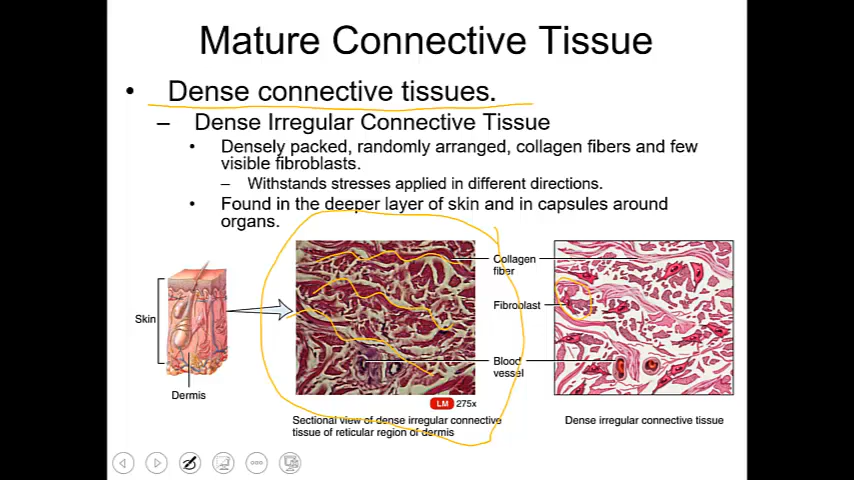 Mature Connective Tissue
• Dense connective tissues.
– Dense Irregular Connective Tissue
• Densely packed, randomly arranged, collagen fibers and few
visible fibroblasts.
– Withstands stresses applied in different directions.
• Found in the deeper layer of skin and in capsules around
organs.
Collagen
fiber
Skin
Fibroblast
Blood
vessel
Dermis
LM 275x
Sectional view of dense irregular connective
tissue of reticular region of dermis
Dense irregular connective tissue